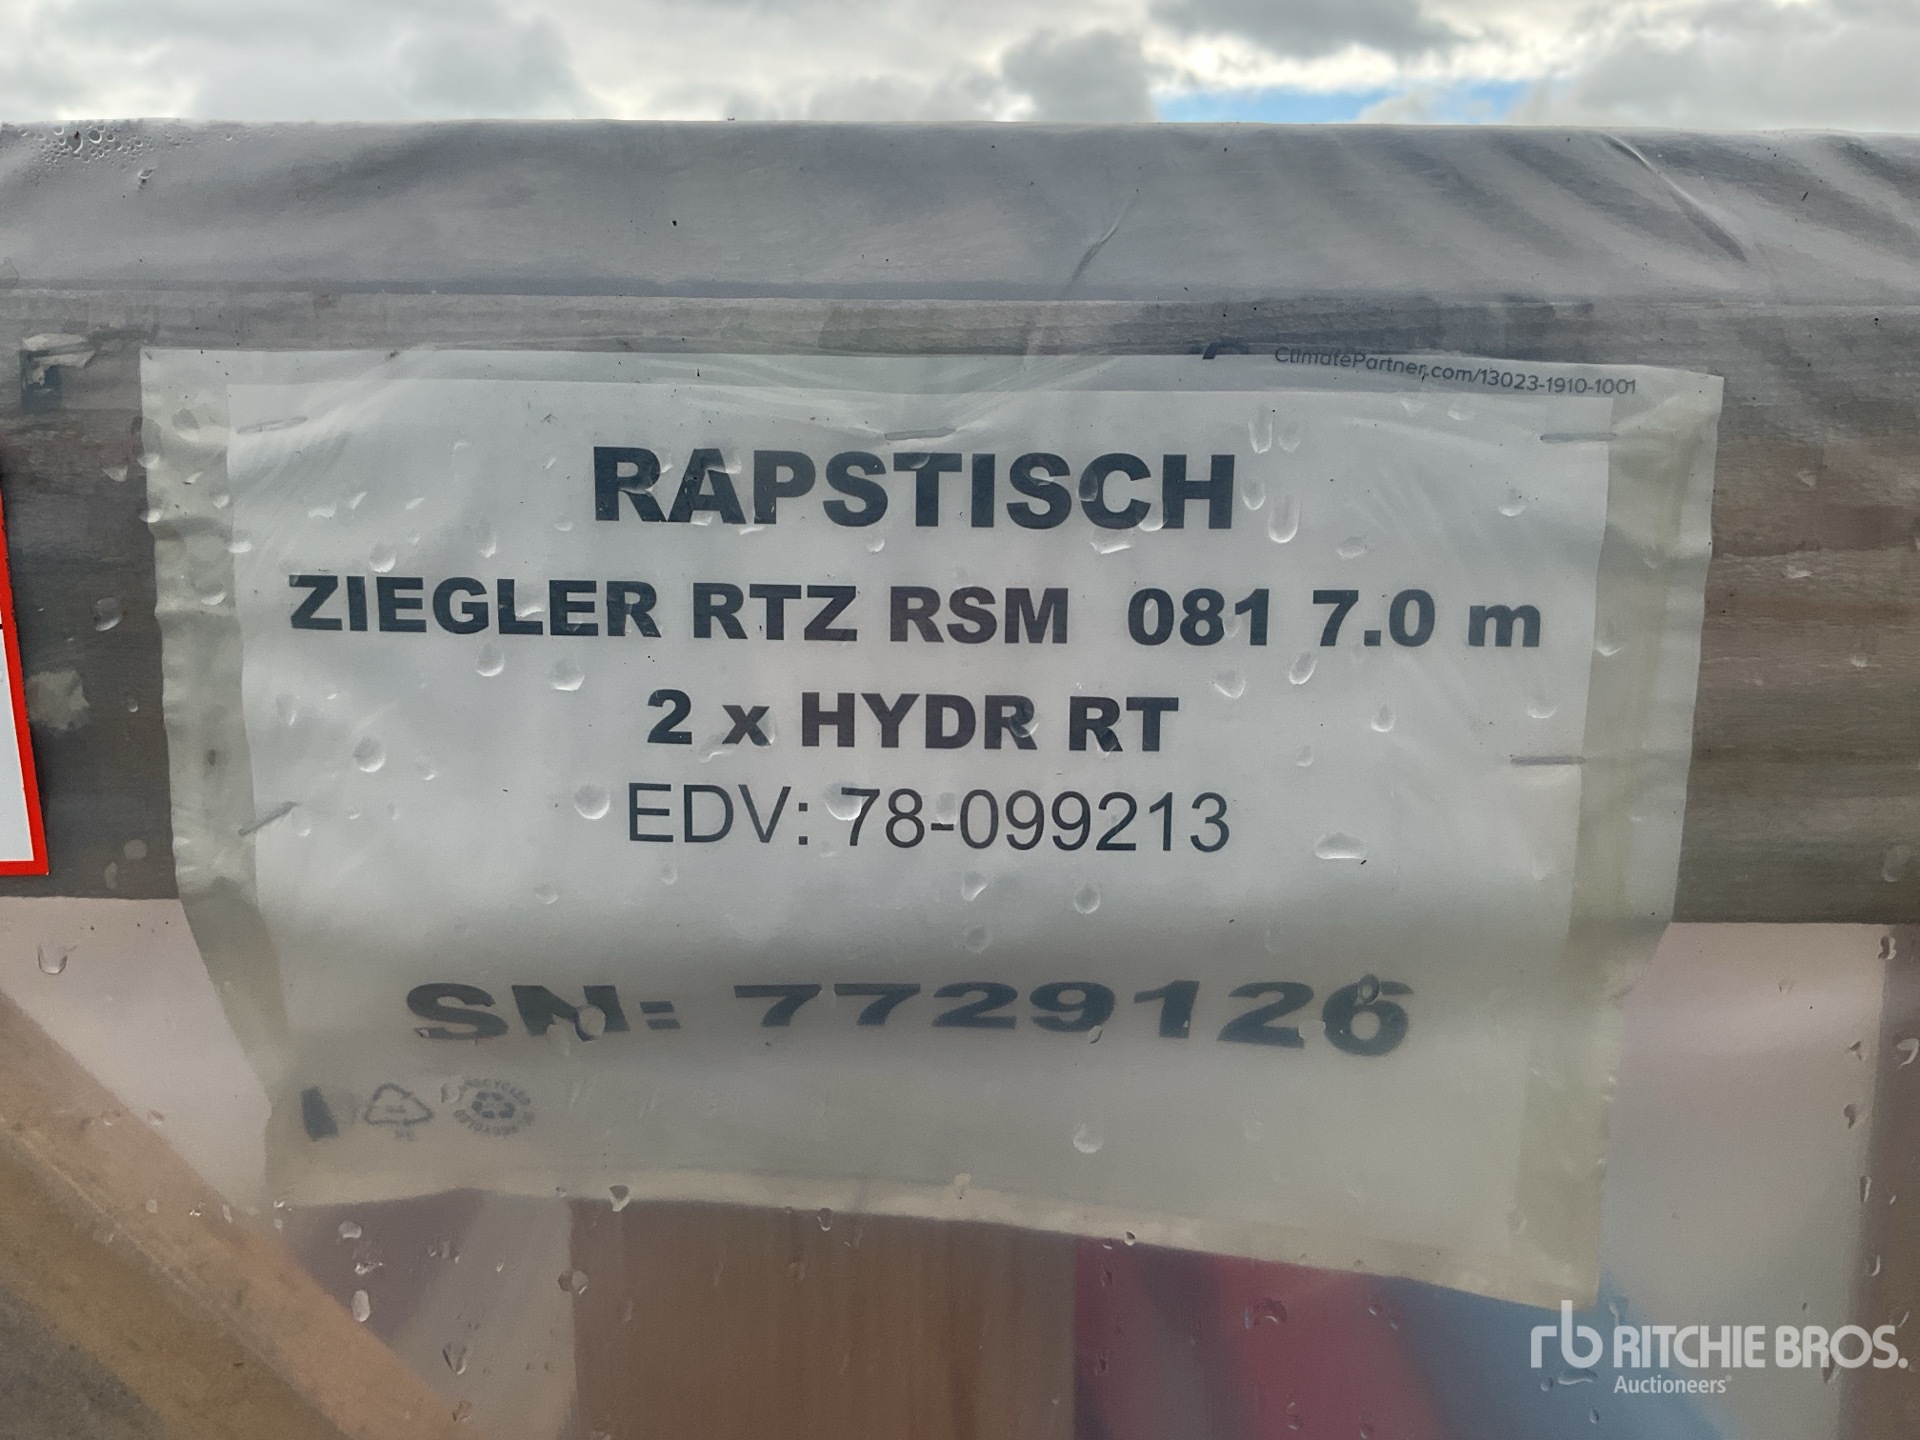 ClimatePartner.com/13023-1910-1001
RAPSTISCH
ZIEGLER RTZ RSM 081 7.0 m
2 x HYDR RT
EDV: 78-099213
SN: 7729126
rb RITCHIE BROS.
Auctioneers